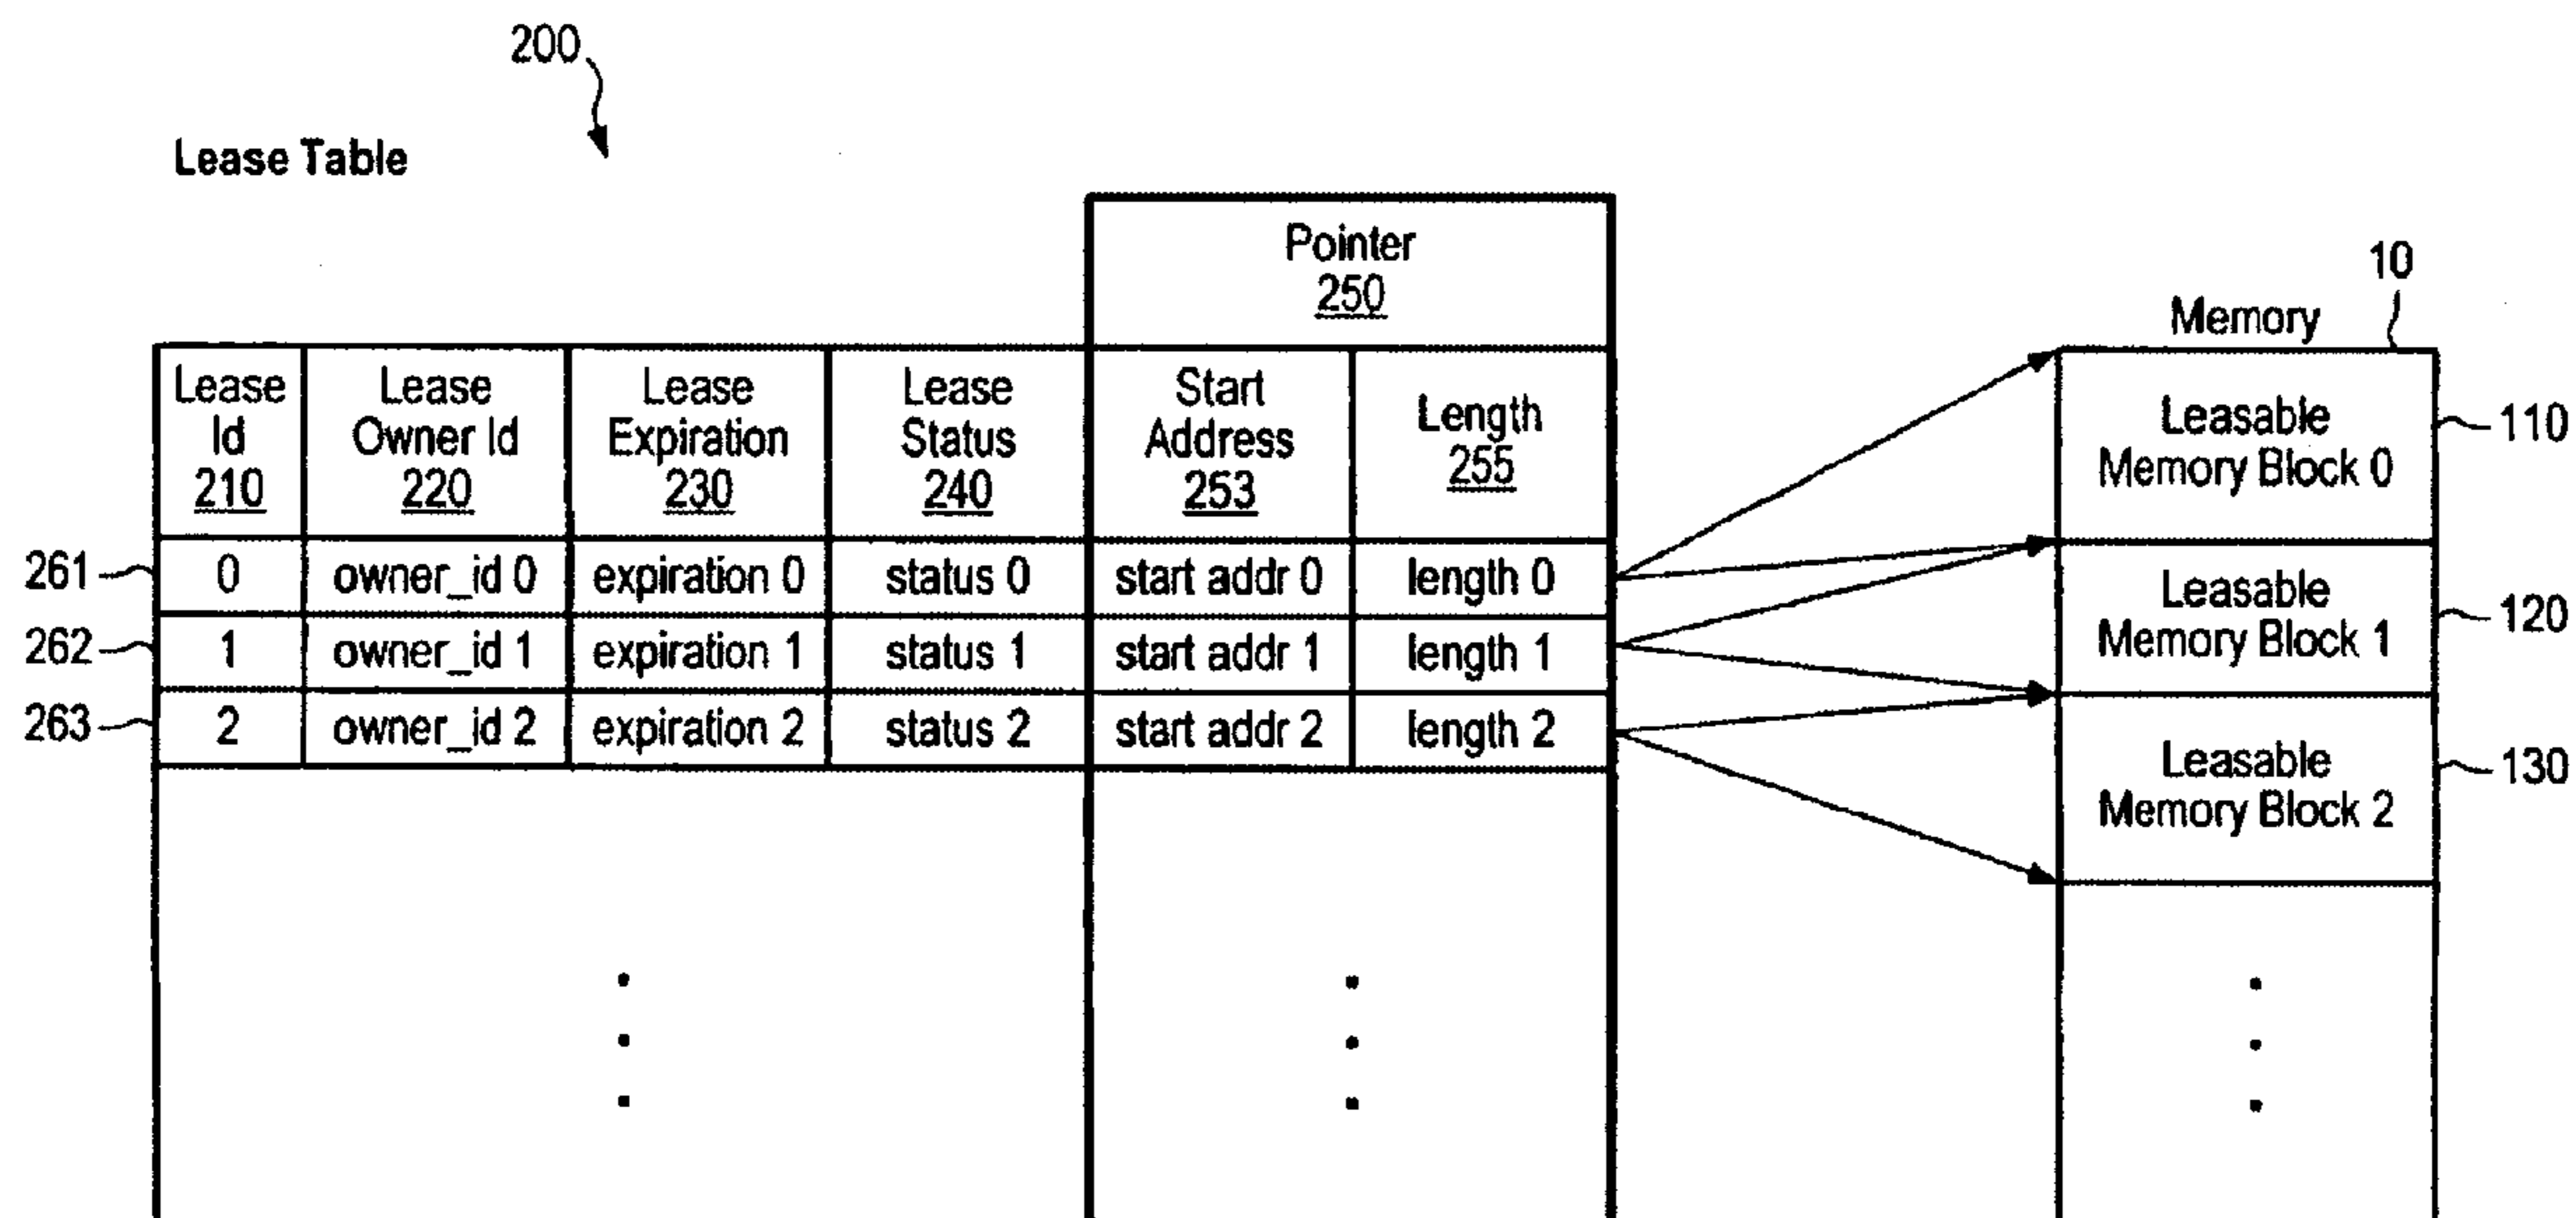 200
Lease Table
Pointer
250
10
Memory
Lease Id 210
Lease Owner Id 220
Lease Expiration 230
Lease Status 240
Start Address 253
Length 255
Leasable Memory Block 0
110
261
0 owner_id 0 expiration 0 status 0 start addr 0 length 0
Leasable Memory Block 1
120
262
1 owner_id 1 expiration 1 status 1 start addr 1 length 1
263
2 owner_id 2 expiration 2 status 2 start addr 2 length 2
Leasable Memory Block 2
130